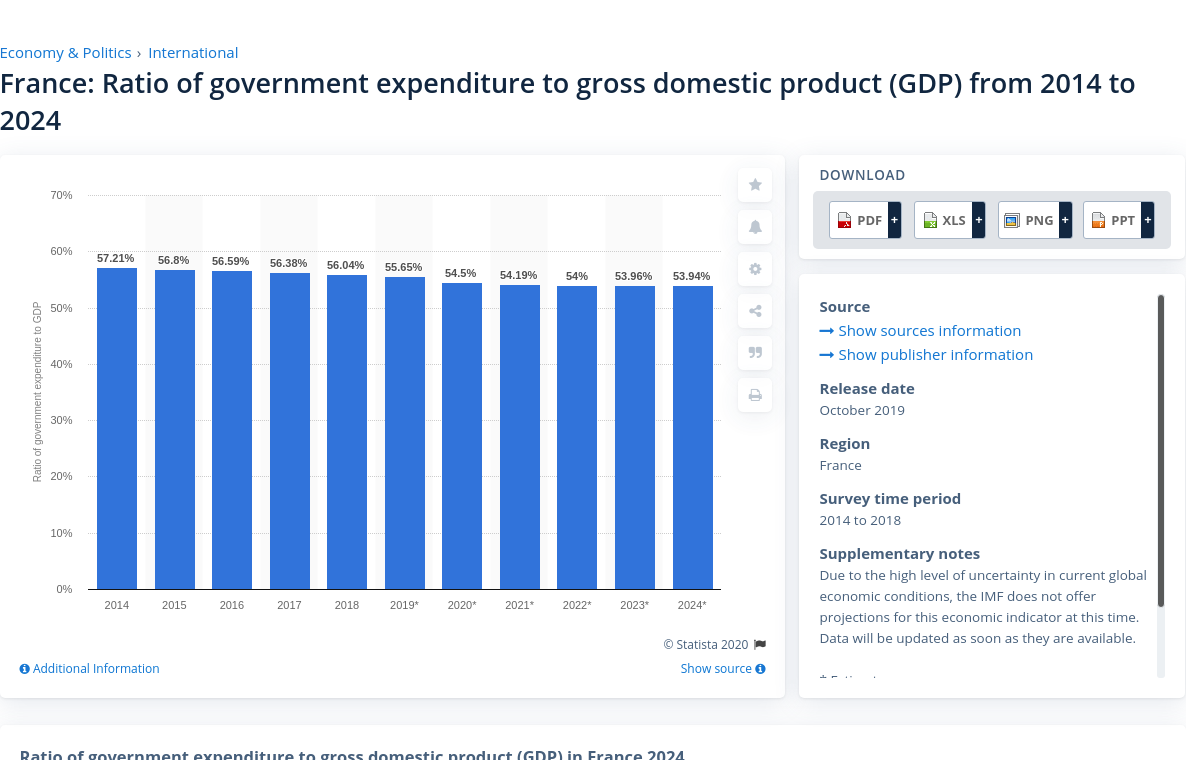 Economy & Politics › International
France: Ratio of government expenditure to gross domestic product (GDP) from 2014 to
2024
70%
60%
50%
40%
30%
20%
10%
0%
Ratio of government expenditure to GDP
57.21%
56.8%
56.59%
56.38%
56.04%
55.65%
54.5%
54.19%
54%
53.96%
53.94%
2014
2015
2016
2017
2018
2019*
2020*
2021*
2022*
2023*
2024*
© Statista 2020
Additional Information
Show source
DOWNLOAD
PDF +
XLS +
PNG +
PPT +
Source
Show sources information
Show publisher information
Release date
October 2019
Region
France
Survey time period
2014 to 2018
Supplementary notes
Due to the high level of uncertainty in current global
economic conditions, the IMF does not offer
projections for this economic indicator at this time.
Data will be updated as soon as they are available.
Ratio of government expenditure to gross domestic product (GDP) in France 2024